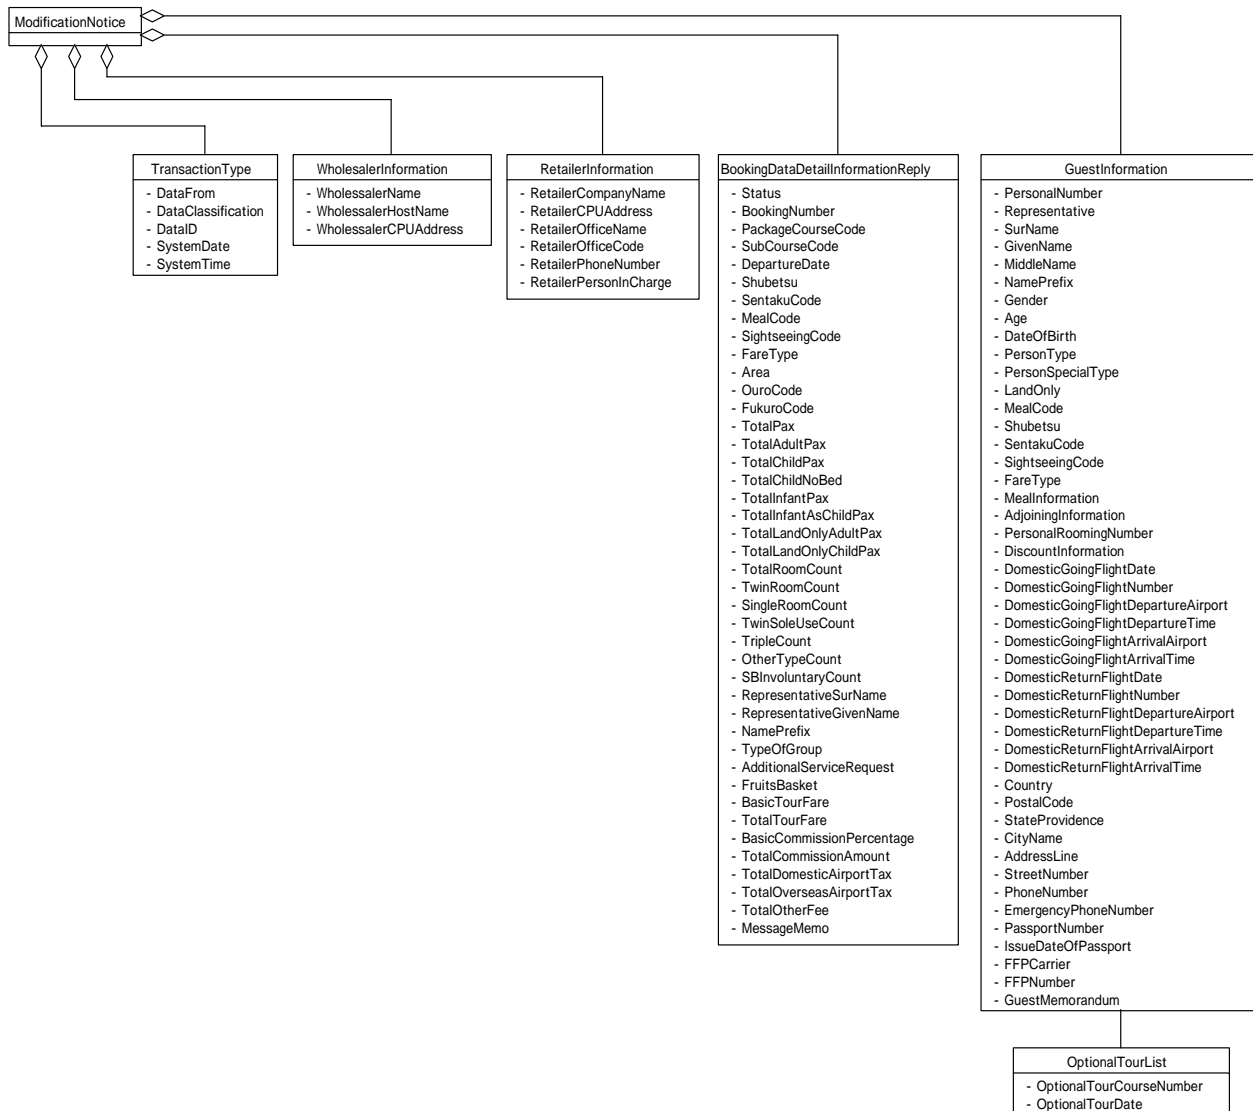 ModificationNotice
TransactionType
- DataFrom
- DataClassification
- DataID
- SystemDate
- SystemTime
WholesalerInformation
- WholessalerName
- WholessalerHostName
- WholessalerCPUAddress
RetailerInformation
- RetailerCompanyName
- RetailerCPUAddress
- RetailerOfficeName
- RetailerOfficeCode
- RetailerPhoneNumber
- RetailerPersonInCharge
BookingDataDetailInformationReply
- Status
- BookingNumber
- PackageCourseCode
- SubCourseCode
- DepartureDate
- Shubetsu
- SentakuCode
- MealCode
- SightseeingCode
- FareType
- Area
- OuroCode
- FukuroCode
- TotalPax
- TotalAdultPax
- TotalChildPax
- TotalChildNoBed
- TotalInfantPax
- TotalInfantAsChildPax
- TotalLandOnlyAdultPax
- TotalLandOnlyChildPax
- TotalRoomCount
- TwinRoomCount
- SingleRoomCount
- TwinSoleUseCount
- TripleCount
- OtherTypeCount
- SBInvoluntaryCount
- RepresentativeSurName
- RepresentativeGivenName
- NamePrefix
- TypeOfGroup
- AdditionalServiceRequest
- FruitsBasket
- BasicTourFare
- TotalTourFare
- BasicCommissionPercentage
- TotalCommissionAmount
- TotalDomesticAirportTax
- TotalOverseasAirportTax
- TotalOtherFee
- MessageMemo
GuestInformation
- PersonalNumber
- Representative
- SurName
- GivenName
- MiddleName
- NamePrefix
- Gender
- Age
- DateOfBirth
- PersonType
- PersonSpecialType
- LandOnly
- MealCode
- Shubetsu
- SentakuCode
- SightseeingCode
- FareType
- MealInformation
- AdjoiningInformation
- PersonalRoomingNumber
- DiscountInformation
- DomesticGoingFlightDate
- DomesticGoingFlightNumber
- DomesticGoingFlightDepartureAirport
- DomesticGoingFlightDepartureTime
- DomesticGoingFlightArrivalAirport
- DomesticGoingFlightArrivalTime
- DomesticReturnFlightDate
- DomesticReturnFlightNumber
- DomesticReturnFlightDepartureAirport
- DomesticReturnFlightDepartureTime
- DomesticReturnFlightArrivalAirport
- DomesticReturnFlightArrivalTime
- Country
- PostalCode
- StateProvidence
- CityName
- AddressLine
- StreetNumber
- PhoneNumber
- EmergencyPhoneNumber
- PassportNumber
- IssueDateOfPassport
- FFPCarrier
- FFPNumber
- GuestMemorandum
OptionalTourList
- OptionalTourCourseNumber
- OptionalTourDate